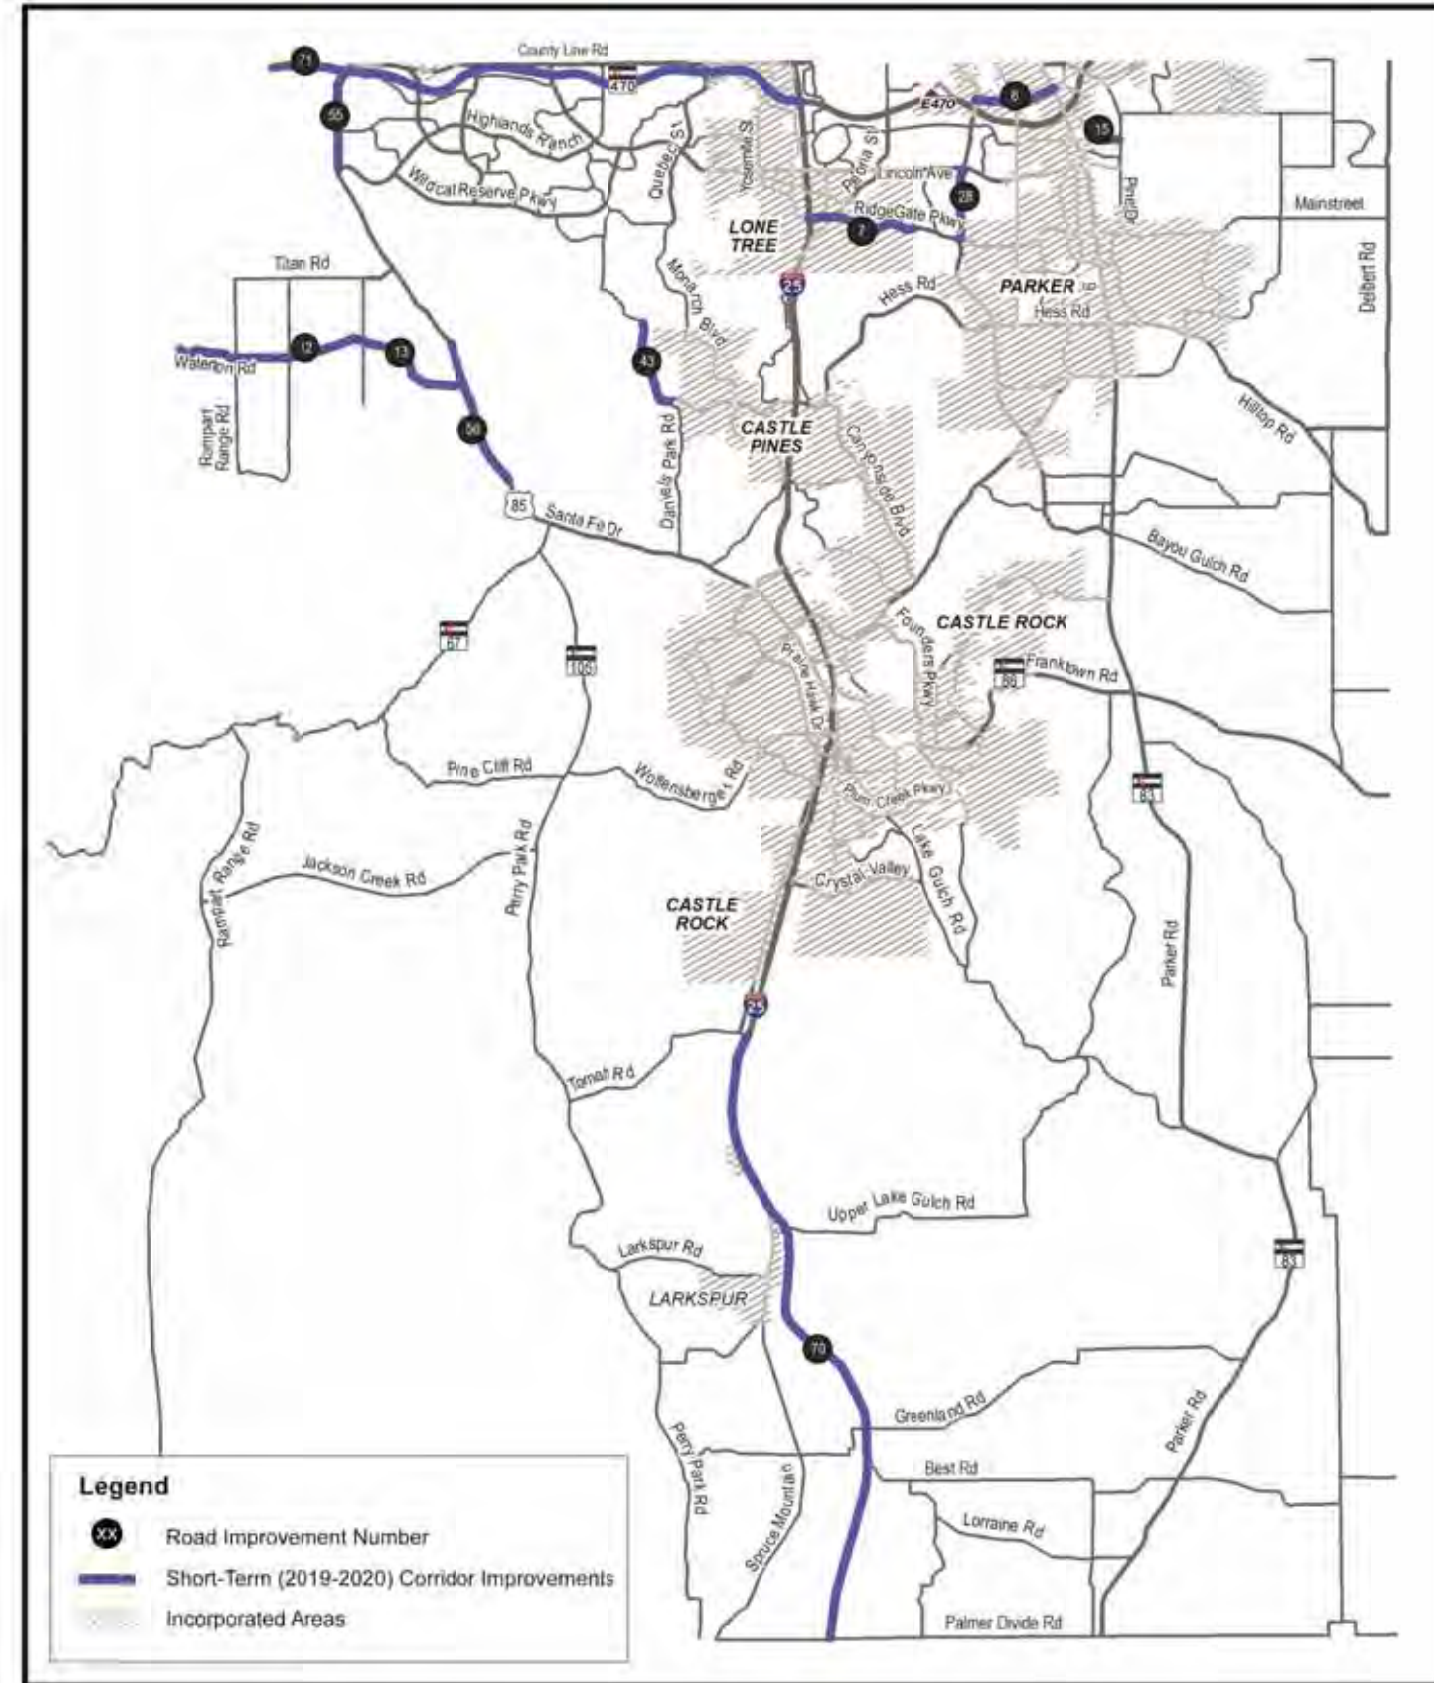 County Line Rd
71
470
6
E470
55
15
Highlands Ranch
Quebec St
Yosemite St
Peoria St
Lincoln Ave
Wildcat Reserve Pkwy
28
Pine Dr
Mainstreet
RidgeGate Pkwy
7
LONE
TREE
Titan Rd
Monarch Blvd
25
Hess Rd
PARKER
Hess Rd
Delbert Rd
12
13
43
Waterton Rd
Rampart
Range Rd
Hilltop Rd
CASTLE
PINES
Daniels Park Rd
Canyonside Blvd
85
Santa Fe Dr
Bayou Gulch Rd
67
105
Founders Pkwy
CASTLE ROCK
86
Franktown Rd
Prairie Hawk Dr
Pine Cliff Rd
Wolfensberger Rd
Plum Creek Pkwy
83
Rampart Range Rd
Jackson Creek Rd
Perry Park Rd
Crystal Valley
Lake Gulch Rd
CASTLE
ROCK
Parker Rd
25
Tomah Rd
Upper Lake Gulch Rd
Larkspur Rd
83
LARKSPUR
70
Greenland Rd
Parker Rd
Perry Park Rd
Best Rd
Spruce Mountain
Lorraine Rd
Palmer Divide Rd
Legend
XX
Road Improvement Number
Short-Term (2019-2020) Corridor Improvements
Incorporated Areas